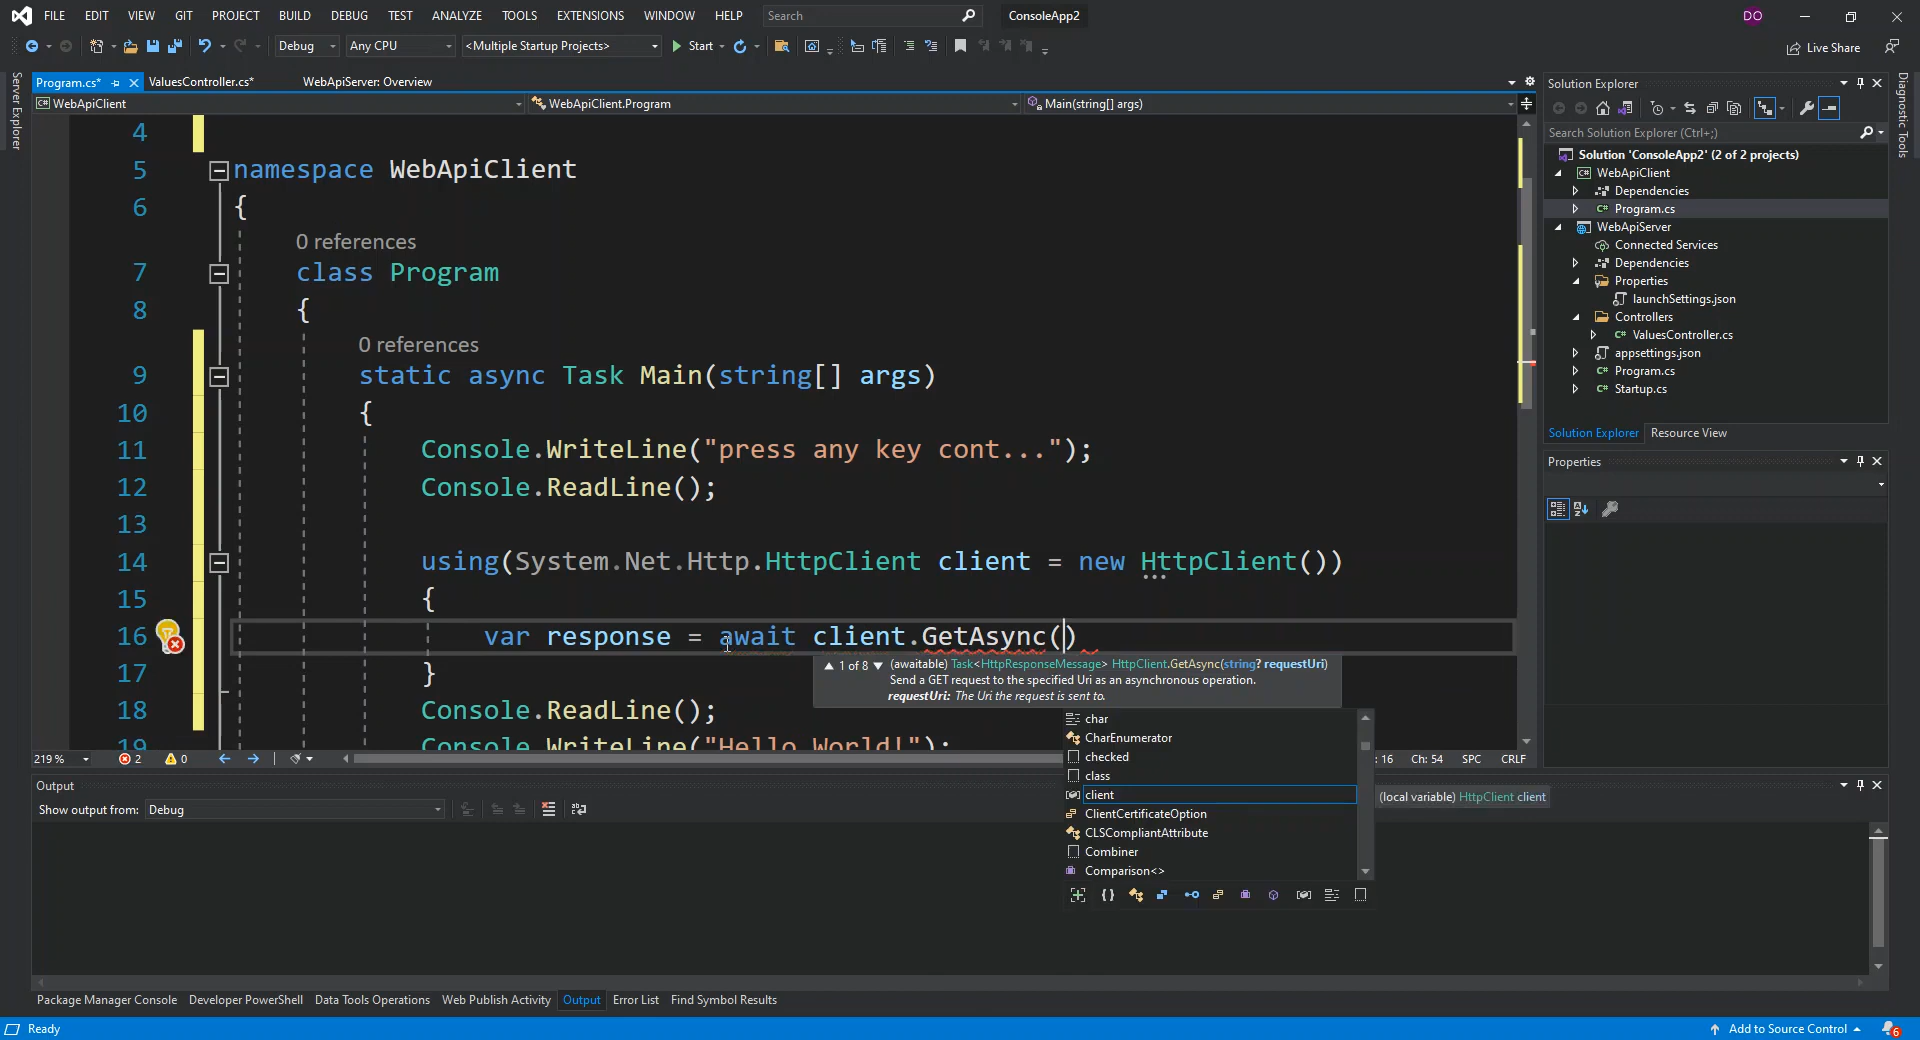 FILE EDIT VIEW GIT PROJECT BUILD DEBUG TEST ANALYZE TOOLS EXTENSIONS WINDOW HELP Search ConsoleApp2 DO
Debug Any CPU <Multiple Startup Projects> Start Live Share
Server Explorer
Program.cs* ValuesController.cs* WebApiServer: Overview
WebApiClient WebApiClient.Program Main(string[] args)
4
5 namespace WebApiClient
6 {
0 references
7 class Program
8 {
0 references
9 static async Task Main(string[] args)
10 {
11 Console.WriteLine("press any key cont...");
12 Console.ReadLine();
13
14 using(System.Net.Http.HttpClient client = new HttpClient())
15 {
16 var response = await client.GetAsync()
17 }
18 Console.ReadLine();
19 Console.WriteLine("Hello World!");
1 of 8 (awaitable) Task<HttpResponseMessage> HttpClient.GetAsync(string? requestUri)
Send a GET request to the specified Uri as an asynchronous operation.
requestUri: The Uri the request is sent to.
char
CharEnumerator
checked
class
client
ClientCertificateOption
CLSCompliantAttribute
Combiner
Comparison<>
(local variable) HttpClient client
219 % 2 0 : 16 Ch: 54 SPC CRLF
Solution Explorer
Search Solution Explorer (Ctrl+;)
Solution 'ConsoleApp2' (2 of 2 projects)
WebApiClient
Dependencies
Program.cs
WebApiServer
Connected Services
Dependencies
Properties
launchSettings.json
Controllers
ValuesController.cs
appsettings.json
Program.cs
Startup.cs
Solution Explorer Resource View
Properties
Diagnostic Tools
Output
Show output from: Debug
Package Manager Console Developer PowerShell Data Tools Operations Web Publish Activity Output Error List Find Symbol Results
Ready Add to Source Control 6